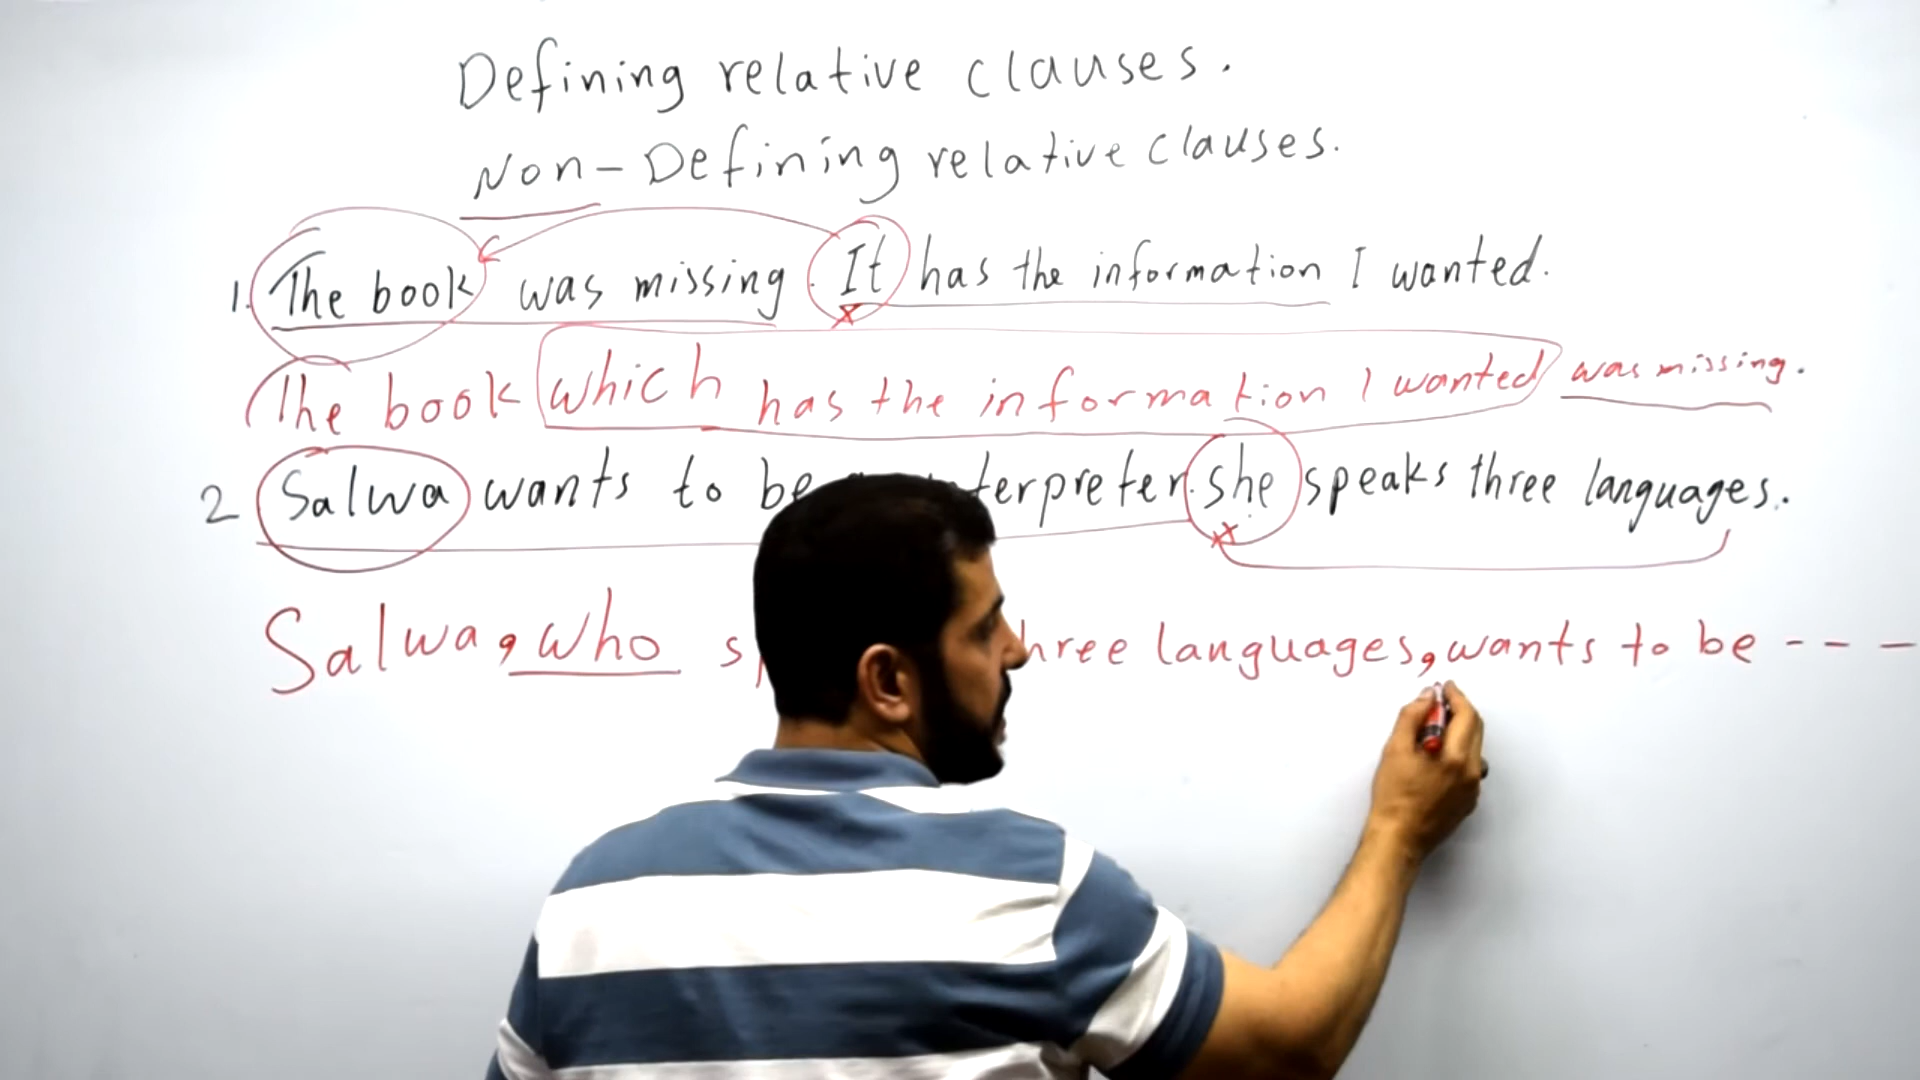 Defining relative clauses.
Non-Defining relative clauses.
1. The book was missing. It has the information I wanted.
The book which has the information I wanted was missing.
2 Salwa wants to be terpreter. she speaks three languages.
Salwa, who hree languages, wants to be - - -